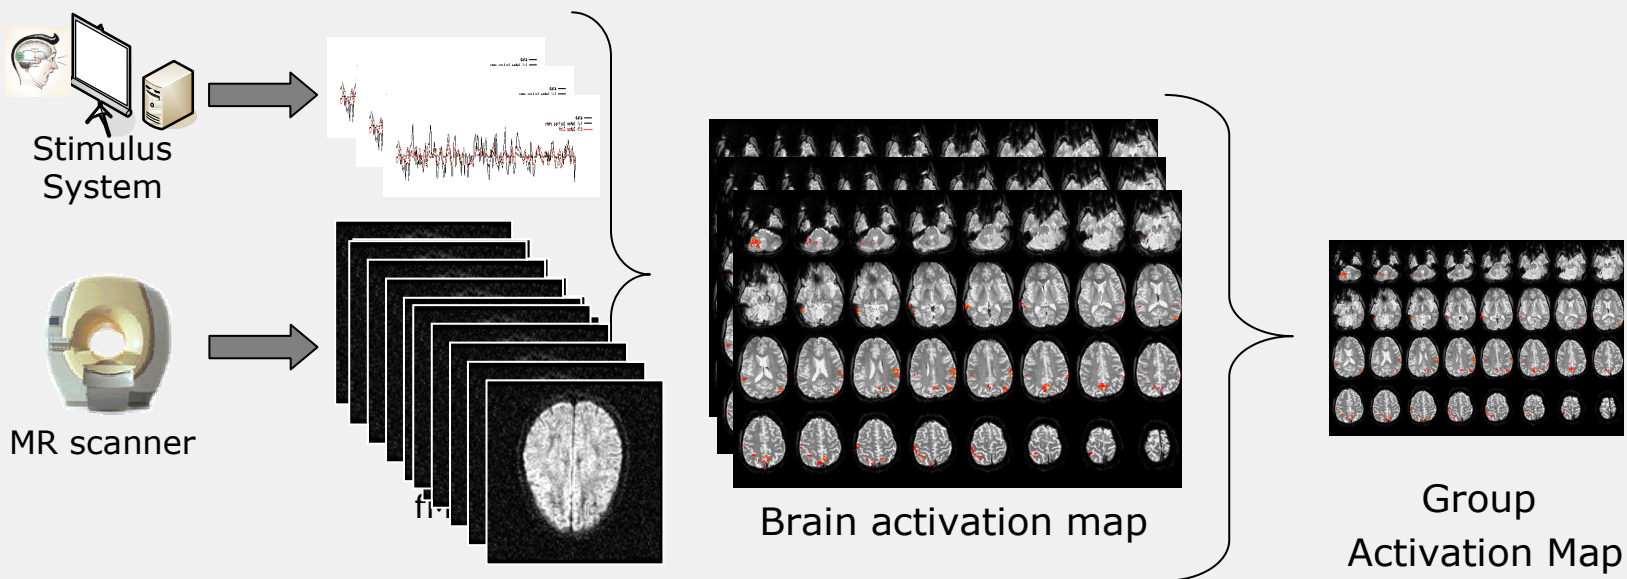 Stimulus
System
MR scanner
Brain activation map
Group
Activation Map